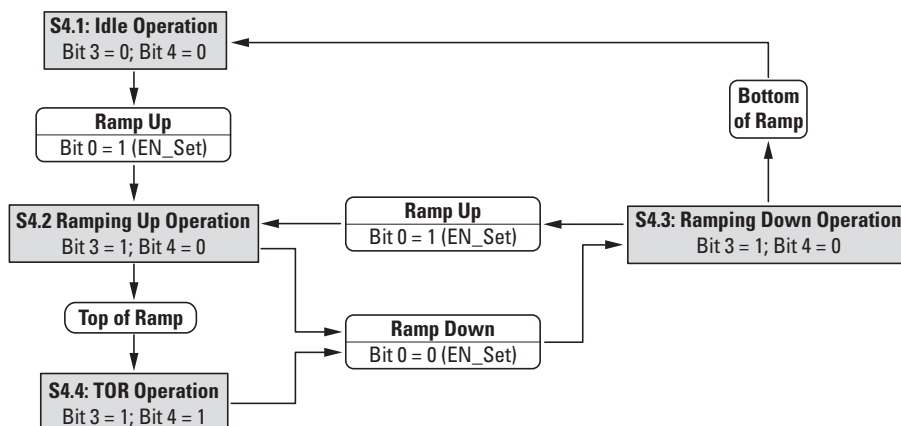 S4.1: Idle Operation
Bit 3 = 0; Bit 4 = 0
Bottom
of Ramp
Ramp Up
Bit 0 = 1 (EN_Set)
S4.2 Ramping Up Operation
Bit 3 = 1; Bit 4 = 0
Ramp Up
Bit 0 = 1 (EN_Set)
S4.3: Ramping Down Operation
Bit 3 = 1; Bit 4 = 0
Top of Ramp
Ramp Down
Bit 0 = 0 (EN_Set)
S4.4: TOR Operation
Bit 3 = 1; Bit 4 = 1